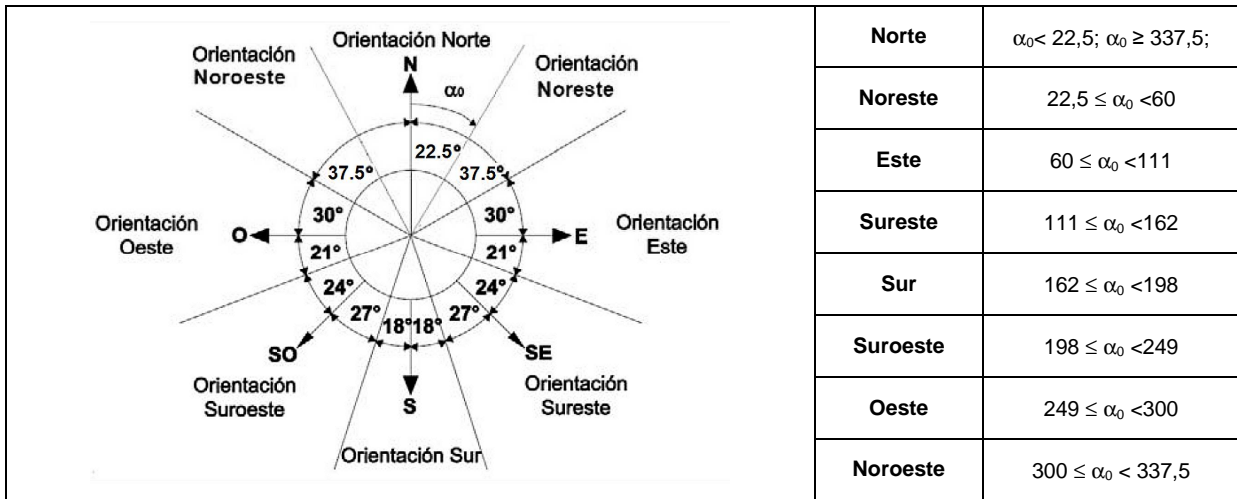 Orientación Norte
N
Orientación
Noroeste
Orientación
Noreste
α₀
22.5°
37.5°
37.5°
30°
30°
Orientación
Oeste
O
E
Orientación
Este
21°
21°
24°
24°
27°
18°
18°
27°
SO
SE
Orientación
Suroeste
S
Orientación
Sureste
Orientación Sur
Norte α₀< 22,5; α₀ ≥ 337,5;
Noreste 22,5 ≤ α₀ <60
Este 60 ≤ α₀ <111
Sureste 111 ≤ α₀ <162
Sur 162 ≤ α₀ <198
Suroeste 198 ≤ α₀ <249
Oeste 249 ≤ α₀ <300
Noroeste 300 ≤ α₀ < 337,5